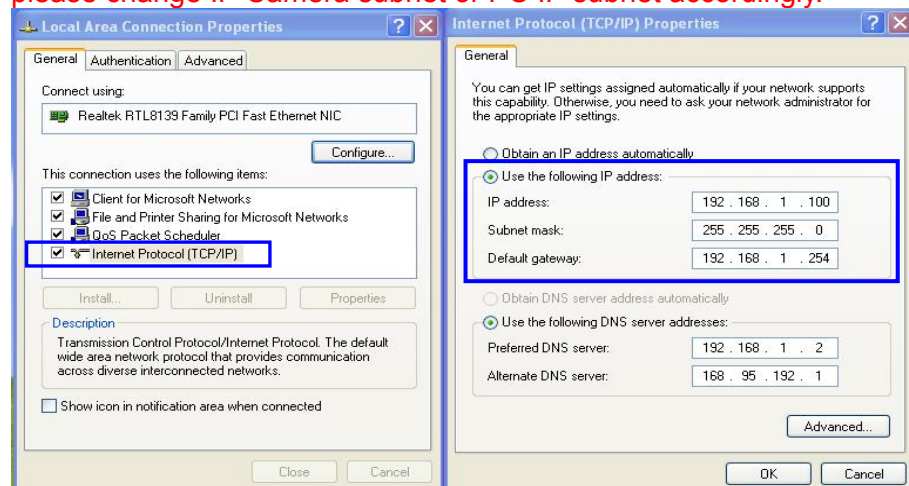 please change IP Camera subnet or PC IP subnet accordingly.
Local Area Connection Properties
General Authentication Advanced
Connect using:
Realtek RTL8139 Family PCI Fast Ethernet NIC
Configure...
This connection uses the following items:
Client for Microsoft Networks
File and Printer Sharing for Microsoft Networks
QoS Packet Scheduler
Internet Protocol (TCP/IP)
Install... Uninstall Properties
Description
Transmission Control Protocol/Internet Protocol. The default
wide area network protocol that provides communication
across diverse interconnected networks.
Show icon in notification area when connected
Close Cancel
Internet Protocol (TCP/IP) Properties
General
You can get IP settings assigned automatically if your network supports
this capability. Otherwise, you need to ask your network administrator for
the appropriate IP settings.
Obtain an IP address automatically
Use the following IP address:
IP address: 192 . 168 . 1 . 100
Subnet mask: 255 . 255 . 255 . 0
Default gateway: 192 . 168 . 1 . 254
Obtain DNS server address automatically
Use the following DNS server addresses:
Preferred DNS server: 192 . 168 . 1 . 2
Alternate DNS server: 168 . 95 . 192 . 1
Advanced...
OK Cancel